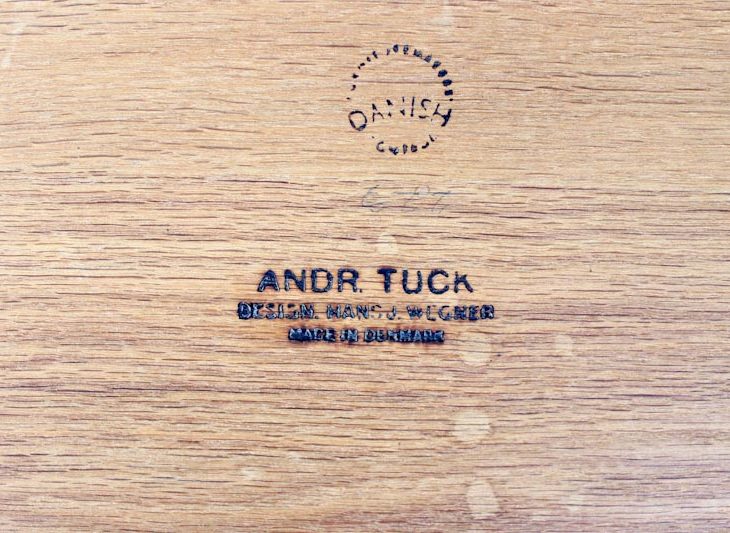 DANISH
ANDR. TUCK
DESIGN. HANS J. WEGNER
MADE IN DENMARK